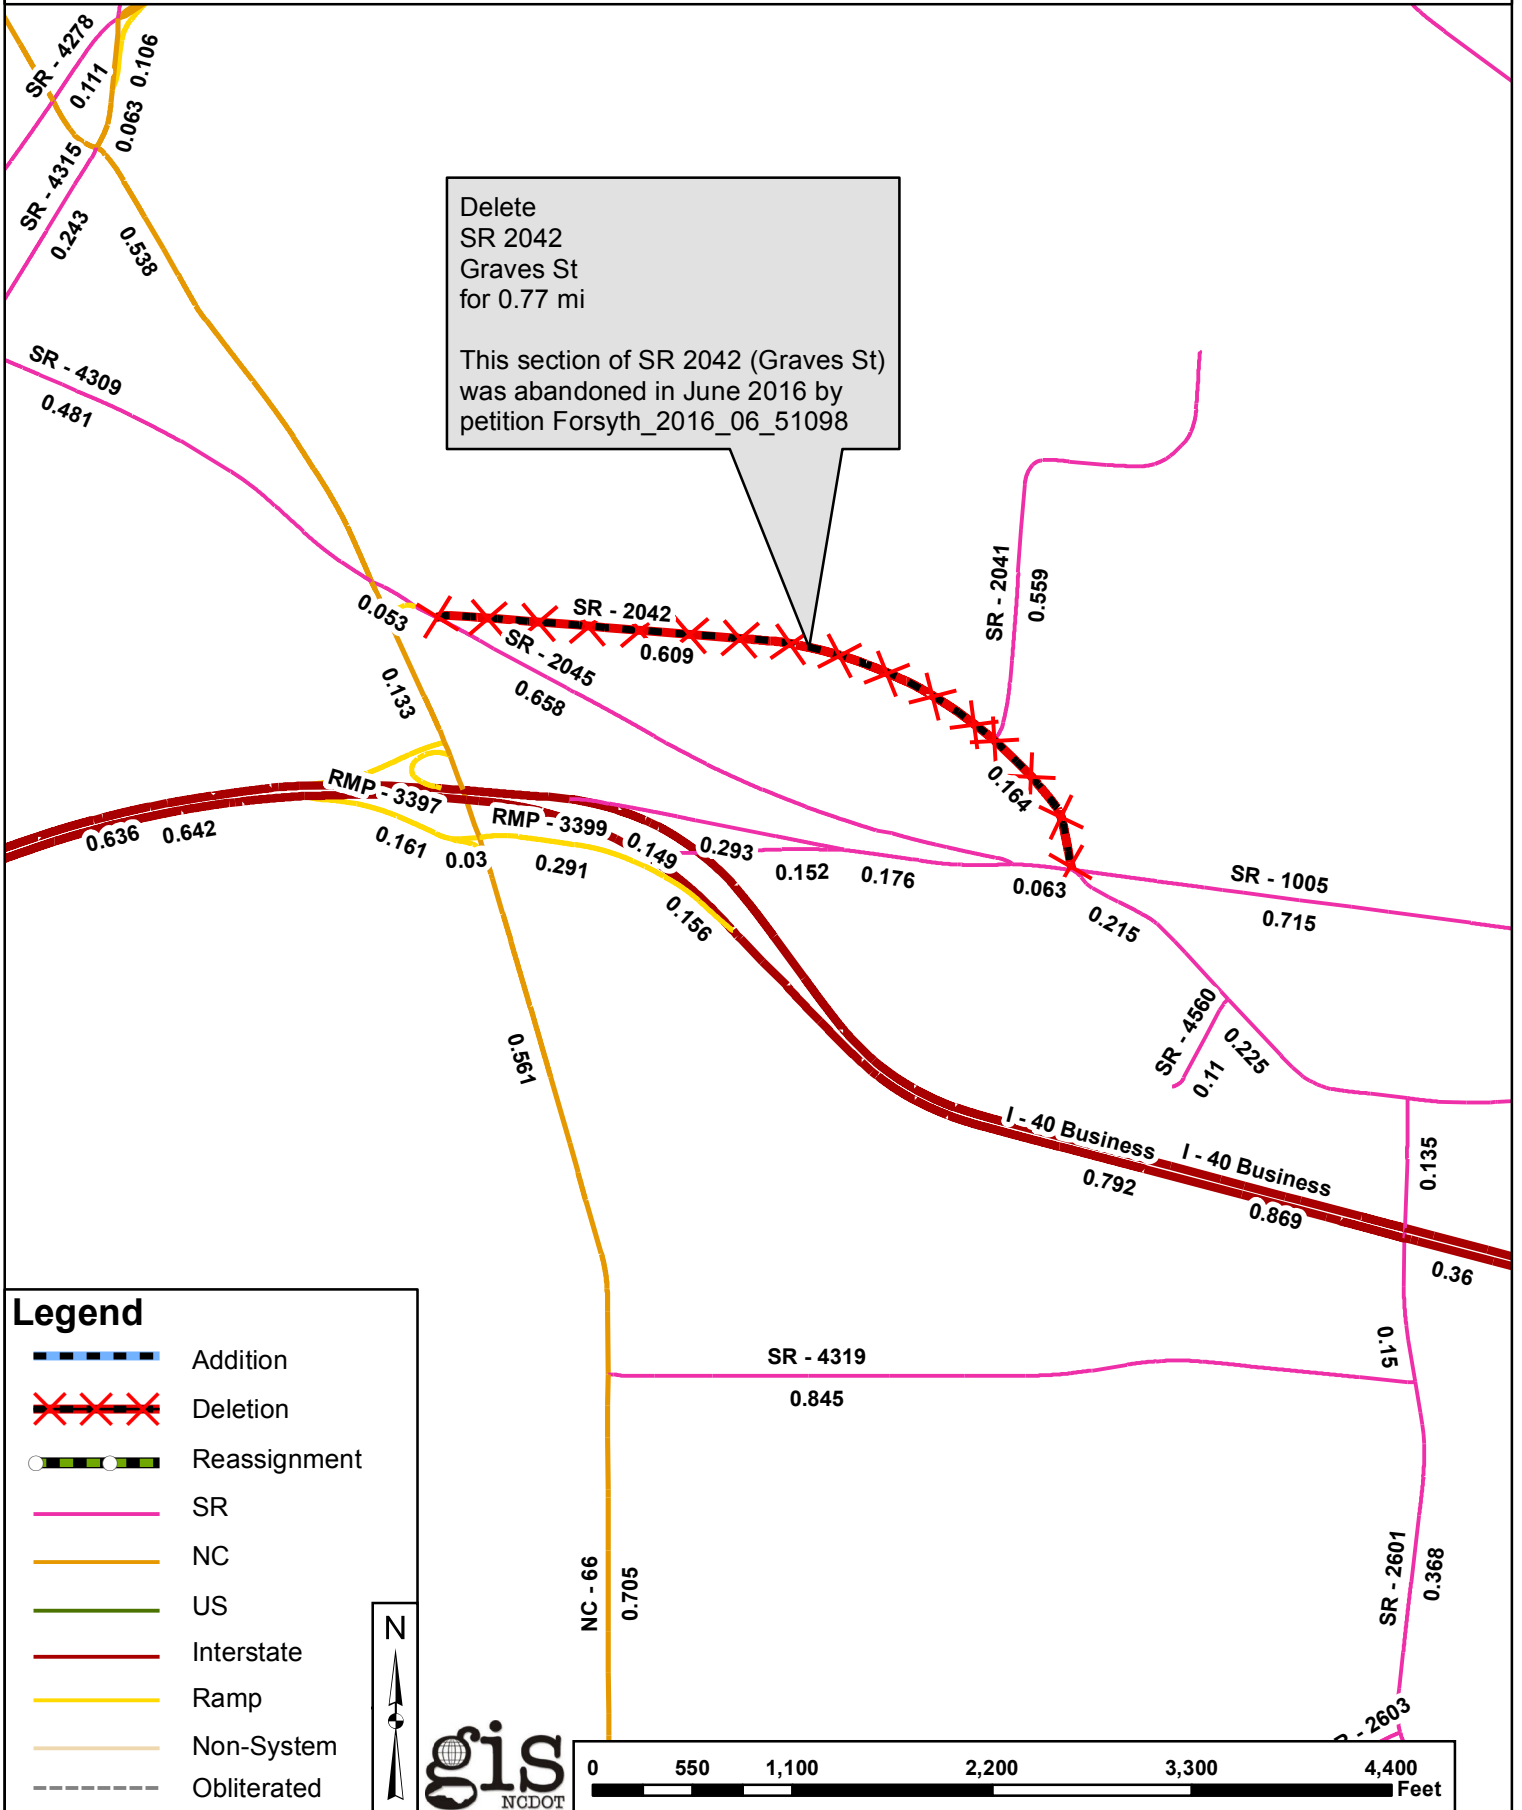 SR - 4278
0.111
0.106
0.063
SR - 4315
0.243
0.538
Delete
SR 2042
Graves St
for 0.77 mi
This section of SR 2042 (Graves St)
was abandoned in June 2016 by
petition Forsyth_2016_06_51098
SR - 4309
0.481
SR - 2041
0.559
0.053
SR - 2042
0.609
SR - 2045
0.658
0.133
0.164
RMP - 3397
RMP - 3399
0.636
0.642
0.161
0.03
0.291
0.149
0.293
0.152
0.176
0.063
SR - 1005
0.715
0.156
0.215
SR - 4560
0.11
0.225
0.561
I - 40 Business
I - 40 Business
0.792
0.869
0.135
0.36
0.15
SR - 4319
0.845
NC - 66
0.705
SR - 2601
0.368
- 2603
Legend
Addition
Deletion
Reassignment
SR
NC
US
Interstate
Ramp
Non-System
Obliterated
N
gis
NCDOT
0 550 1,100 2,200 3,300 4,400
Feet